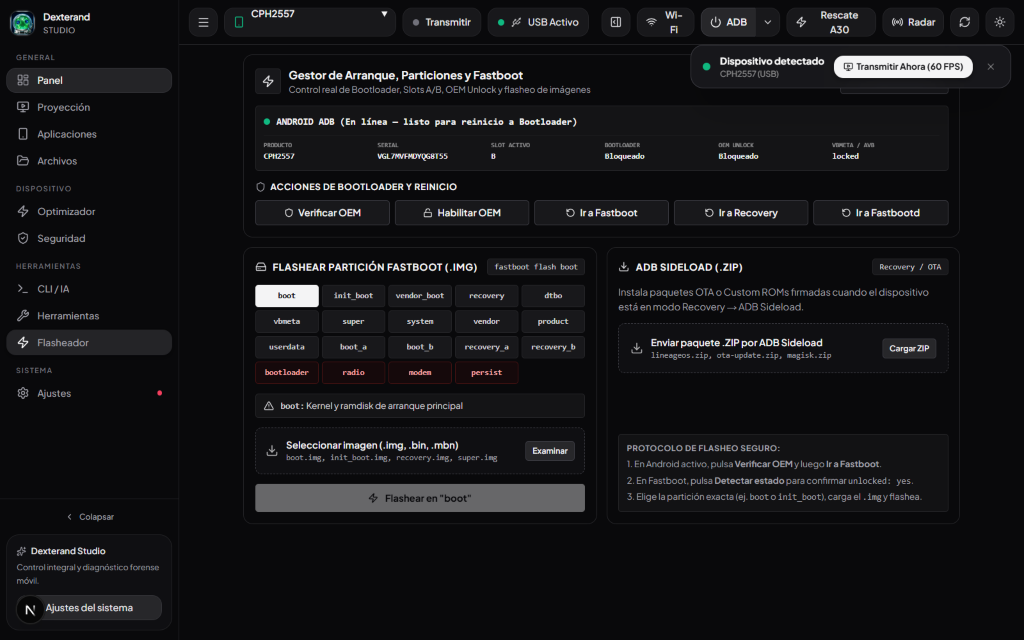 Dexterand
STUDIO
CPH2557
▼
Transmitir
USB Activo
Wi-
Fi
ADB
Rescate
A30
Radar
GENERAL
Panel
Proyección
Aplicaciones
Archivos
DISPOSITIVO
Optimizador
Seguridad
HERRAMIENTAS
CLI / IA
Herramientas
Flasheador
SISTEMA
Ajustes
Colapsar
Dexterand Studio
Control integral y diagnóstico forense
móvil.
N
Ajustes del sistema
Dispositivo detectado
CPH2557 (USB)
Transmitir Ahora (60 FPS)
Gestor de Arranque, Particiones y Fastboot
Control real de Bootloader, Slots A/B, OEM Unlock y flasheo de imágenes
ANDROID ADB (En línea — listo para reinicio a Bootloader)
PRODUCTO
SERIAL
SLOT ACTIVO
BOOTLOADER
OEM UNLOCK
VBMETA / AVB
CPH2557
VGL7MVFMDYQG8T55
B
Bloqueado
Bloqueado
locked
ACCIONES DE BOOTLOADER Y REINICIO
Verificar OEM
Habilitar OEM
Ir a Fastboot
Ir a Recovery
Ir a Fastbootd
FLASHEAR PARTICIÓN FASTBOOT (.IMG)
fastboot flash boot
boot
init_boot
vendor_boot
recovery
dtbo
vbmeta
super
system
vendor
product
userdata
boot_a
boot_b
recovery_a
recovery_b
bootloader
radio
modem
persist
boot: Kernel y ramdisk de arranque principal
Seleccionar imagen (.img, .bin, .mbn)
boot.img, init_boot.img, recovery.img, super.img
Examinar
Flashear en "boot"
ADB SIDELOAD (.ZIP)
Recovery / OTA
Instala paquetes OTA o Custom ROMs firmadas cuando el dispositivo
está en modo Recovery → ADB Sideload.
Enviar paquete .ZIP por ADB Sideload
lineageos.zip, ota-update.zip, magisk.zip
Cargar ZIP
PROTOCOLO DE FLASHEO SEGURO:
1. En Android activo, pulsa Verificar OEM y luego Ir a Fastboot.
2. En Fastboot, pulsa Detectar estado para confirmar unlocked: yes.
3. Elige la partición exacta (ej. boot o init_boot), carga el .img y flashea.